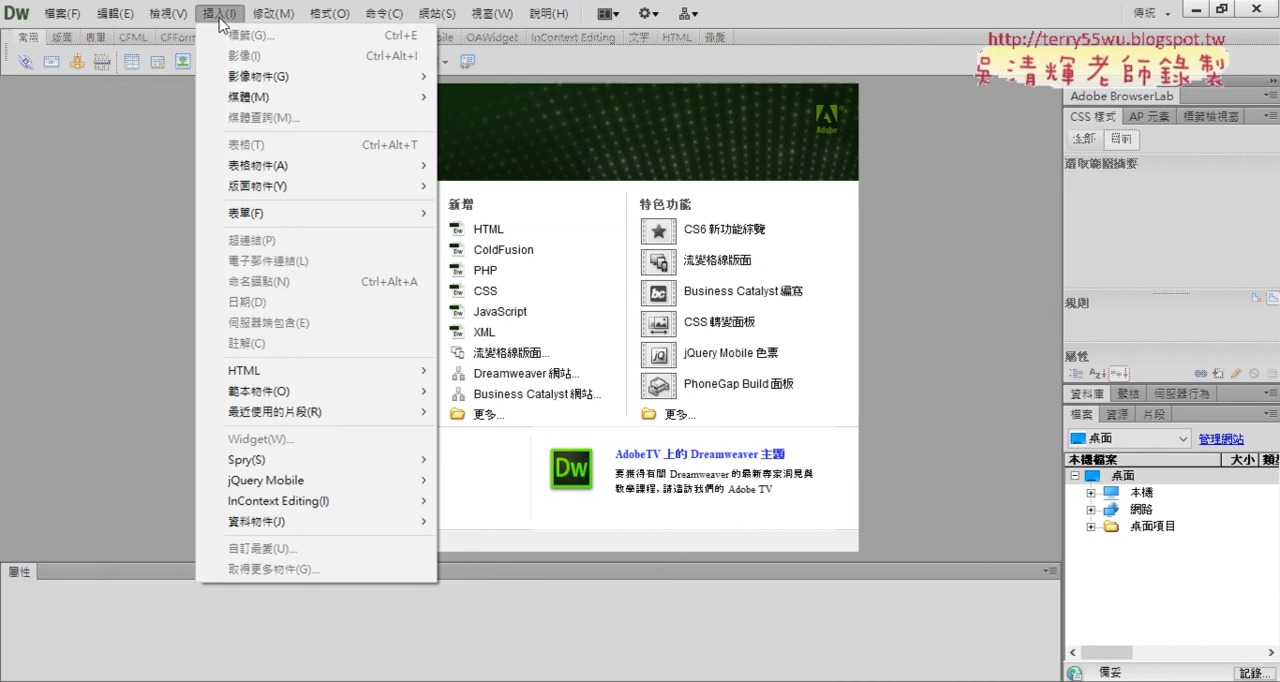 Dw 檔案(F) 編輯(E) 檢視(V) 插入(I) 修改(M) 格式(O) 命令(C) 網站(S) 視窗(W) 說明(H) 傳統
常用 版面 表單 CFML CFForm bile OAWidget InContext Editing 文字 HTML 最愛
http://terry55wu.blogspot.tw
吳清輝老師錄製
標籤(G)... Ctrl+E
影像(I) Ctrl+Alt+I
影像物件(G)
媒體(M)
媒體查詢(M)...
表格(T) Ctrl+Alt+T
表格物件(A)
版面物件(Y)
表單(F)
超連結(P)
電子郵件連結(L)
命名錨點(N) Ctrl+Alt+A
日期(D)
伺服器端包含(E)
註解(C)
HTML
範本物件(O)
最近使用的片段(R)
Widget(W)...
Spry(S)
jQuery Mobile
InContext Editing(I)
資料物件(J)
自訂最愛(U)...
取得更多物件(G)...
Adobe
新增
HTML
ColdFusion
PHP
CSS
JavaScript
XML
流變格線版面...
Dreamweaver 網站...
Business Catalyst 網站...
更多...
特色功能
CS6 新功能綜覽
流變格線版面
Business Catalyst 編寫
CSS 轉變面板
jQuery Mobile 色票
PhoneGap Build 面板
更多...
Dw
AdobeTV 上的 Dreamweaver 主題
要獲得有關 Dreamweaver 的最新專家洞見與
教學課程, 請造訪我們的 Adobe TV
屬性
Adobe BrowserLab
CSS 樣式 AP 元素 標籤檢視窗
全部 目前
選取範圍摘要
規則
屬性
資料庫 繫結 伺服器行為
檔案 資源 片段
桌面 管理網站
本機檔案 大小 類
桌面
本機
網路
桌面項目
備妥 記錄...